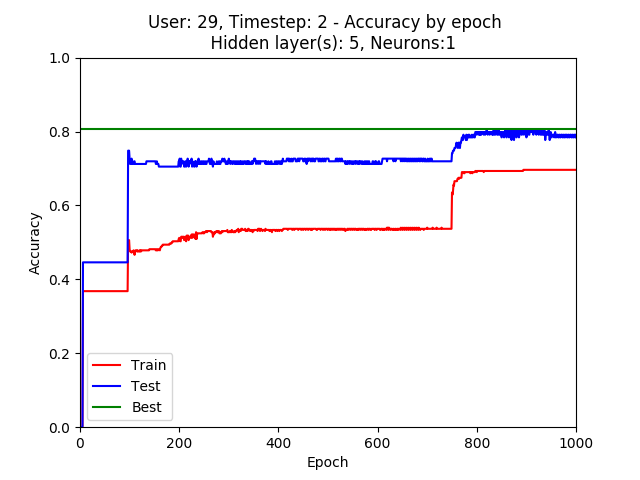 User: 29, Timestep: 2 - Accuracy by epoch
Hidden layer(s): 5, Neurons:1
1.0
0.8
0.6
0.4
0.2
0.0
Accuracy
Train
Test
Best
0 200 400 600 800 1000
Epoch